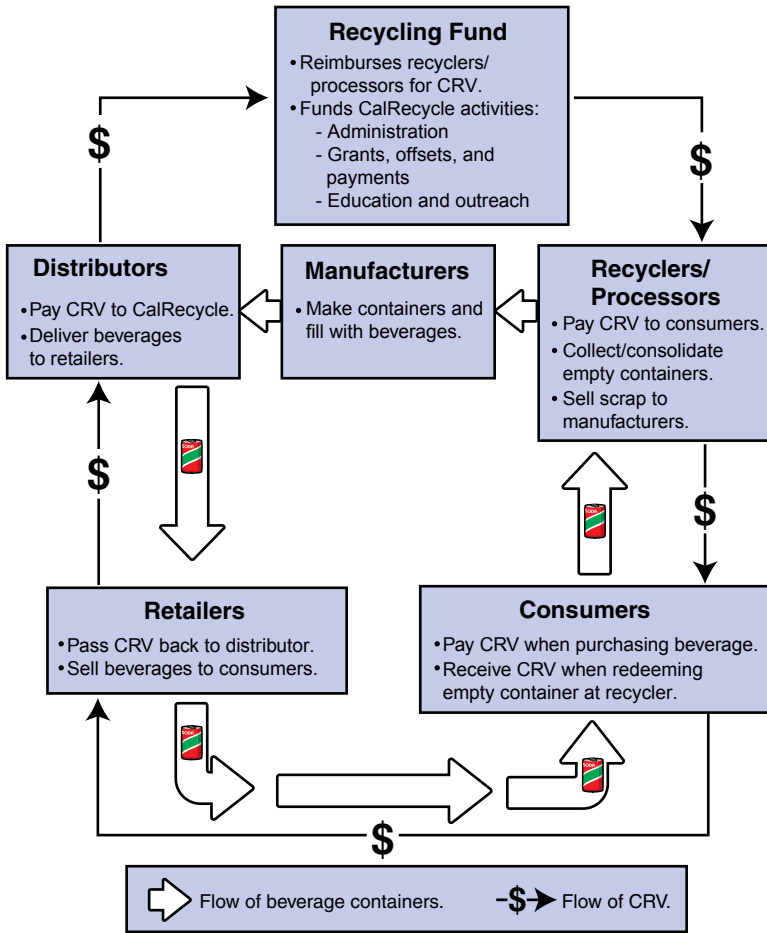 Recycling Fund
• Reimburses recyclers/
processors for CRV.
• Funds CalRecycle activities:
- Administration
- Grants, offsets, and
payments
- Education and outreach
$
$
Distributors
• Pay CRV to CalRecycle.
• Deliver beverages
to retailers.
Manufacturers
• Make containers and
fill with beverages.
Recyclers/
Processors
• Pay CRV to consumers.
• Collect/consolidate
empty containers.
• Sell scrap to
manufacturers.
$
SODA
SODA
$
Retailers
• Pass CRV back to distributor.
• Sell beverages to consumers.
Consumers
• Pay CRV when purchasing beverage.
• Receive CRV when redeeming
empty container at recycler.
SODA
SODA
$
Flow of beverage containers.
$ Flow of CRV.